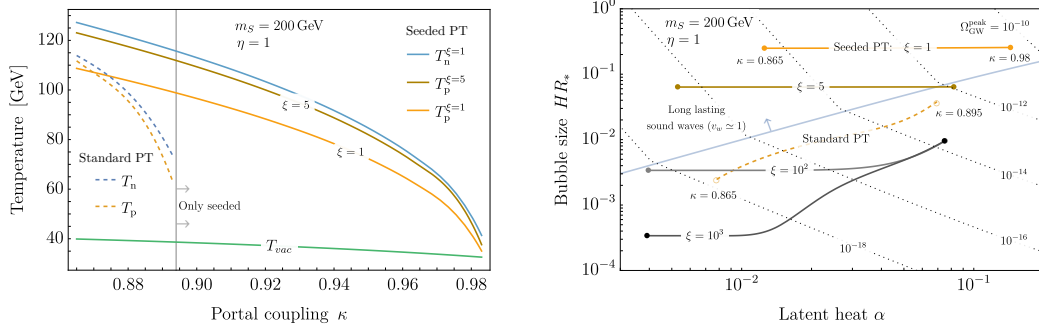 m_S = 200 GeV
η = 1
Seeded PT
T_n^{ξ=1}
T_p^{ξ=5}
T_p^{ξ=1}
ξ = 5
ξ = 1
Standard PT
T_n
T_p
Only seeded
T_vac
120
100
80
60
40
Temperature [GeV]
0.88
0.90
0.92
0.94
0.96
0.98
Portal coupling κ
m_S = 200 GeV
η = 1
Ω_GW^peak = 10^{-10}
Seeded PT: ξ = 1
κ = 0.865
κ = 0.98
ξ = 5
Long lasting
sound waves (v_w ≃ 1)
Standard PT
κ = 0.895
10^{-12}
ξ = 10^2
κ = 0.865
10^{-14}
ξ = 10^3
10^{-18}
10^{-16}
10^0
10^{-1}
10^{-2}
10^{-3}
10^{-4}
Bubble size HR_*
10^{-2}
10^{-1}
Latent heat α